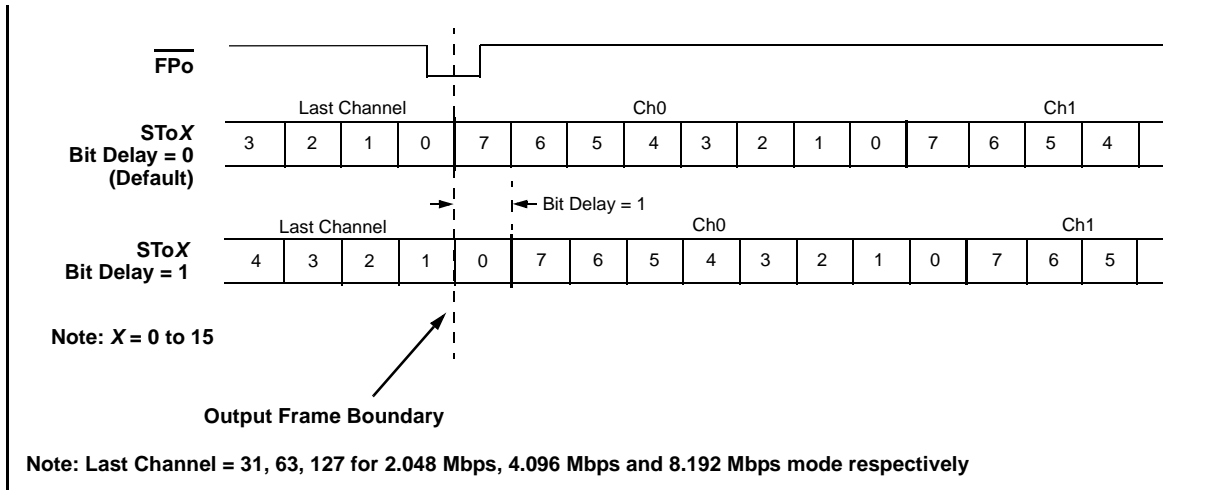 FPo
Last Channel Ch0 Ch1
SToX
Bit Delay = 0
(Default)
3 2 1 0 7 6 5 4 3 2 1 0 7 6 5 4
Bit Delay = 1
Last Channel Ch0 Ch1
SToX
Bit Delay = 1
4 3 2 1 0 7 6 5 4 3 2 1 0 7 6 5
Note: X = 0 to 15
Output Frame Boundary
Note: Last Channel = 31, 63, 127 for 2.048 Mbps, 4.096 Mbps and 8.192 Mbps mode respectively